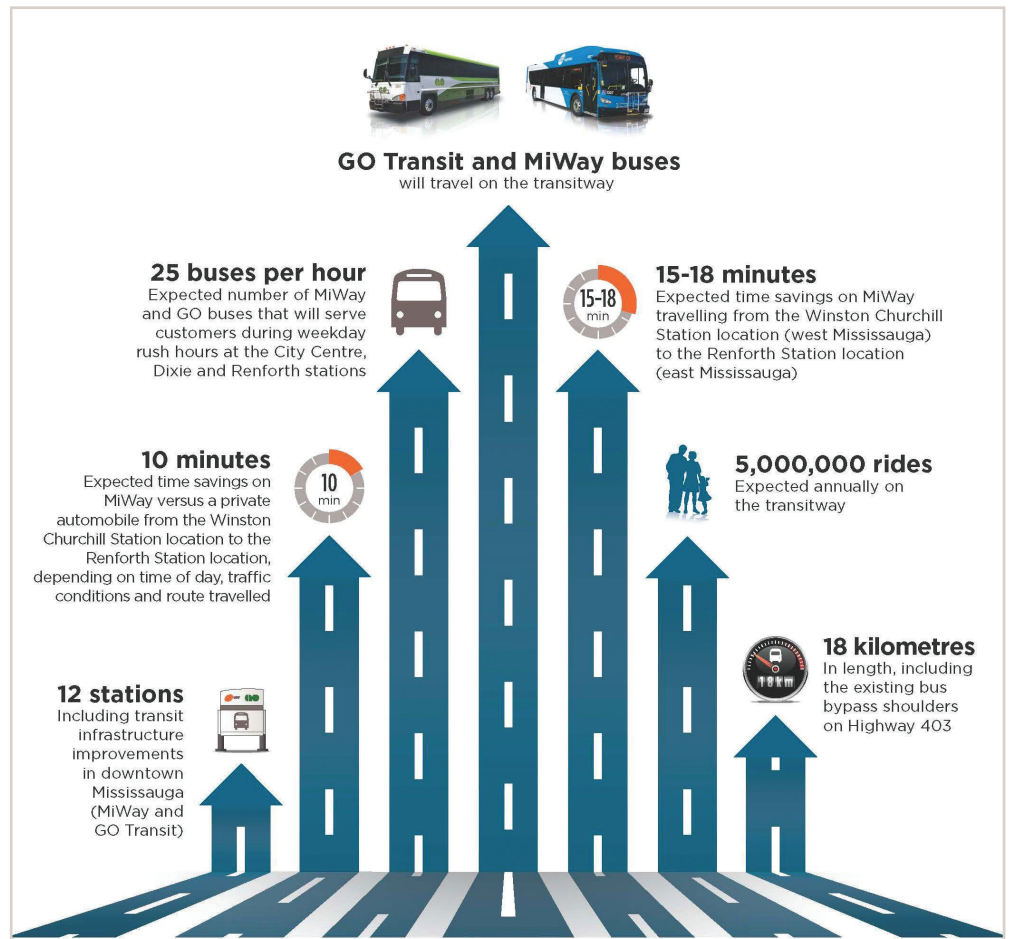 GO Transit and MiWay buses
will travel on the transitway
25 buses per hour
Expected number of MiWay
and GO buses that will serve
customers during weekday
rush hours at the City Centre,
Dixie and Renforth stations
15-18
min
15-18 minutes
Expected time savings on MiWay
travelling from the Winston Churchill
Station location (west Mississauga)
to the Renforth Station location
(east Mississauga)
10 minutes
Expected time savings on
MiWay versus a private
automobile from the Winston
Churchill Station location to the
Renforth Station location,
depending on time of day, traffic
conditions and route travelled
10
min
5,000,000 rides
Expected annually on
the transitway
12 stations
Including transit
infrastructure
improvements
in downtown
Mississauga
(MiWay and
GO Transit)
18km
18 kilometres
In length, including
the existing bus
bypass shoulders
on Highway 403